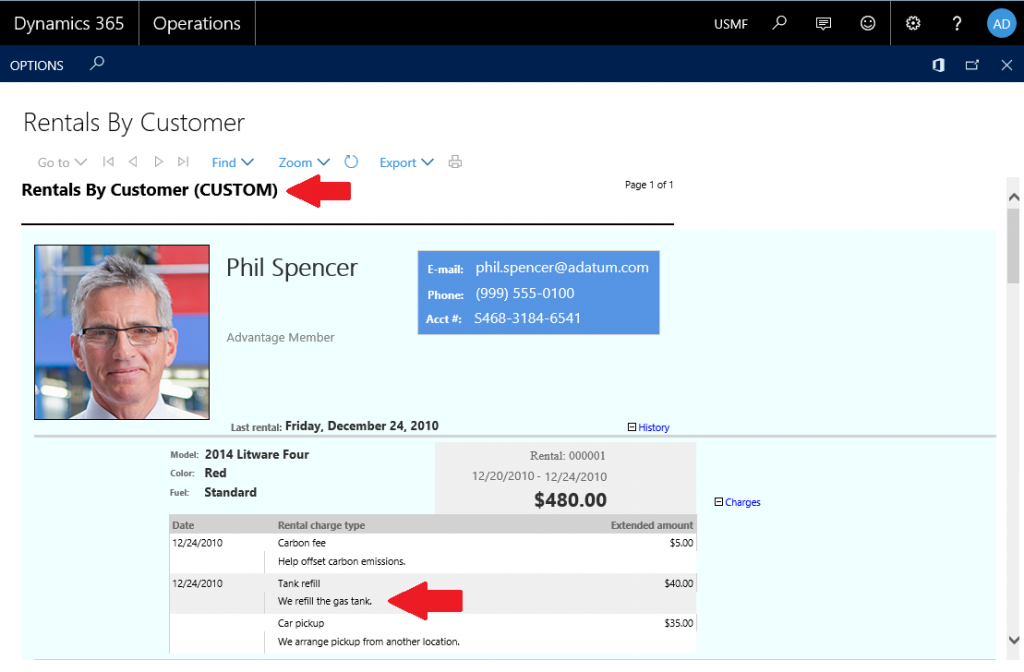 Dynamics 365 Operations USMF ? AD
OPTIONS
Rentals By Customer
Go to Find Zoom Export
Rentals By Customer (CUSTOM) Page 1 of 1
Phil Spencer
E-mail: phil.spencer@adatum.com
Phone: (999) 555-0100
Acct #: S468-3184-6541
Advantage Member
Last rental: Friday, December 24, 2010 History
Model: 2014 Litware Four Rental: 000001
Color: Red 12/20/2010 - 12/24/2010
Fuel: Standard $480.00 Charges
Date Rental charge type Extended amount
12/24/2010 Carbon fee $5.00
Help offset carbon emissions.
12/24/2010 Tank refill $40.00
We refill the gas tank.
Car pickup $35.00
We arrange pickup from another location.